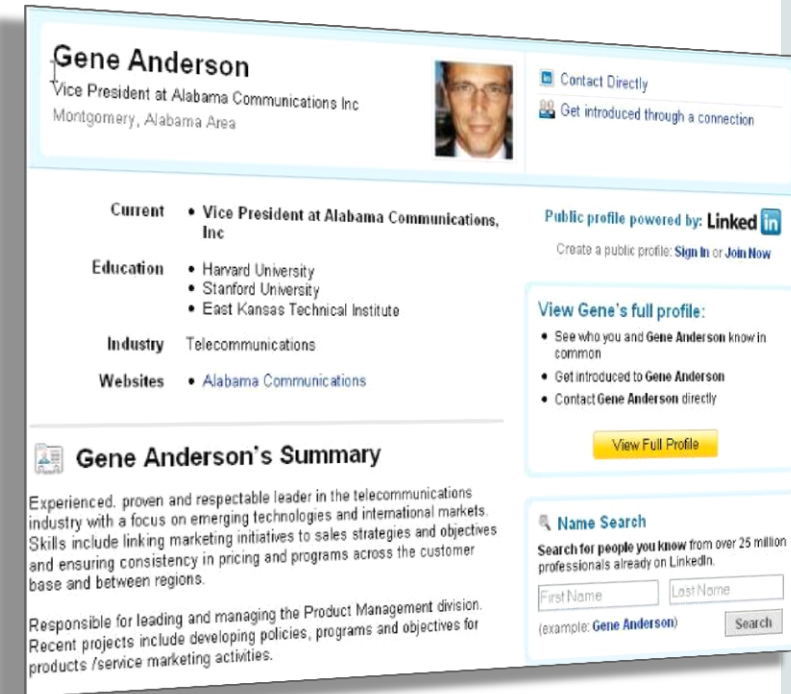 Gene Anderson
Vice President at Alabama Communications Inc
Montgomery, Alabama Area
Contact Directly
Get introduced through a connection
Current • Vice President at Alabama Communications,
Inc
Education • Harvard University
• Stanford University
• East Kansas Technical Institute
Industry Telecommunications
Websites • Alabama Communications
Gene Anderson's Summary
Experienced, proven and respectable leader in the telecommunications
industry with a focus on emerging technologies and international markets.
Skills include linking marketing initiatives to sales strategies and objectives
and ensuring consistency in pricing and programs across the customer
base and between regions.
Responsible for leading and managing the Product Management division.
Recent projects include developing policies, programs and objectives for
products /service marketing activities.
Public profile powered by: Linked in
Create a public profile: Sign In or Join Now
View Gene's full profile:
• See who you and Gene Anderson know in
common
• Get introduced to Gene Anderson
• Contact Gene Anderson directly
View Full Profile
Name Search
Search for people you know from over 25 million
professionals already on LinkedIn.
First Name Last Name
(example: Gene Anderson) Search